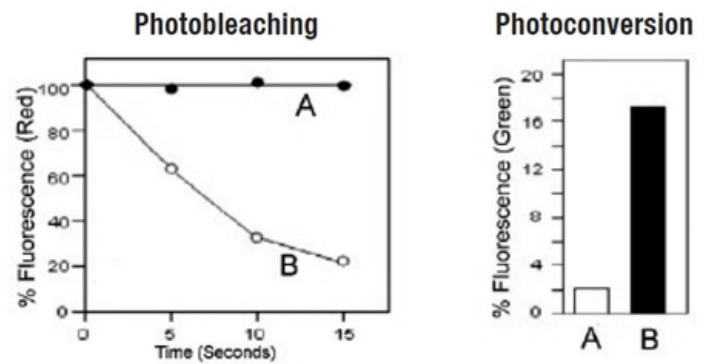 Photobleaching
% Fluorescence (Red)
100
80
60
40
20
0
A
B
0 5 10 15
Time (Seconds)
Photoconversion
% Fluorescence (Green)
20
16
12
8
4
0
A B